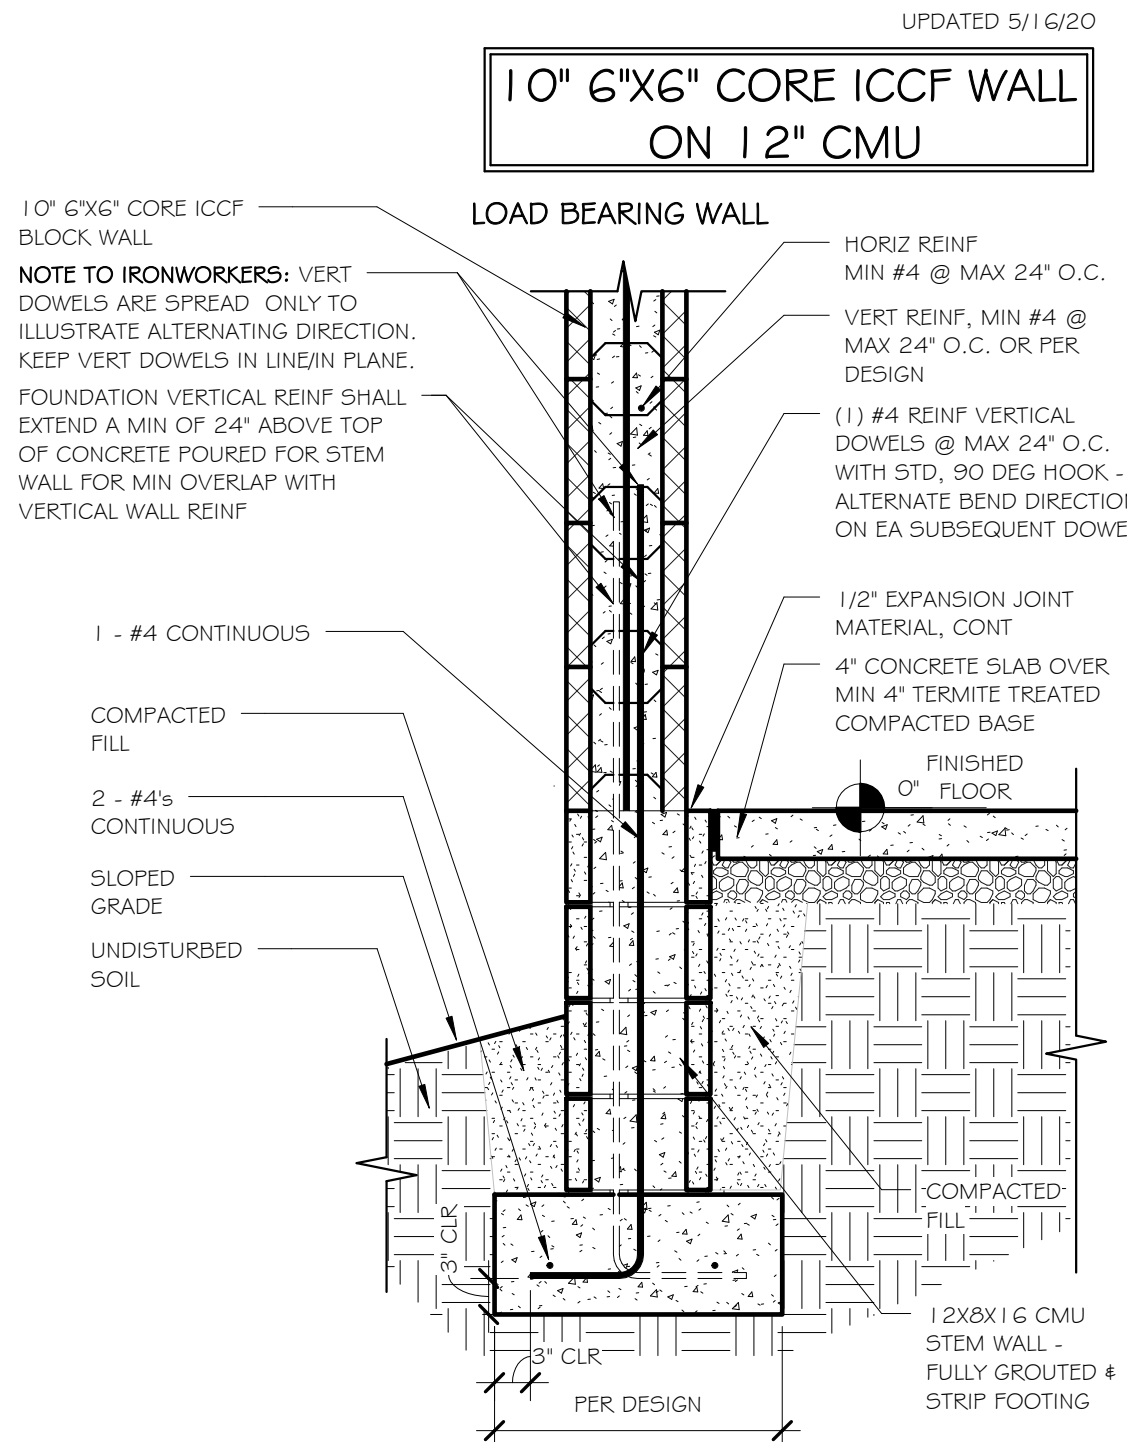 UPDATED 5/16/20
10" 6"X6" CORE ICCF WALL
ON 12" CMU
LOAD BEARING WALL
10" 6"X6" CORE ICCF
BLOCK WALL
NOTE TO IRONWORKERS: VERT
DOWELS ARE SPREAD ONLY TO
ILLUSTRATE ALTERNATING DIRECTION.
KEEP VERT DOWELS IN LINE/IN PLANE.
FOUNDATION VERTICAL REINF SHALL
EXTEND A MIN OF 24" ABOVE TOP
OF CONCRETE POURED FOR STEM
WALL FOR MIN OVERLAP WITH
VERTICAL WALL REINF
1 - #4 CONTINUOUS
COMPACTED
FILL
2 - #4's
CONTINUOUS
SLOPED
GRADE
UNDISTURBED
SOIL
HORIZ REINF
MIN #4 @ MAX 24" O.C.
VERT REINF, MIN #4 @
MAX 24" O.C. OR PER
DESIGN
(1) #4 REINF VERTICAL
DOWELS @ MAX 24" O.C.
WITH STD, 90 DEG HOOK -
ALTERNATE BEND DIRECTION
ON EA SUBSEQUENT DOWE
1/2" EXPANSION JOINT
MATERIAL, CONT
4" CONCRETE SLAB OVER
MIN 4" TERMITE TREATED
COMPACTED BASE
FINISHED
0" FLOOR
COMPACTED
FILL
12X8X16 CMU
STEM WALL -
FULLY GROUTED &
STRIP FOOTING
3" CLR
3" CLR
PER DESIGN